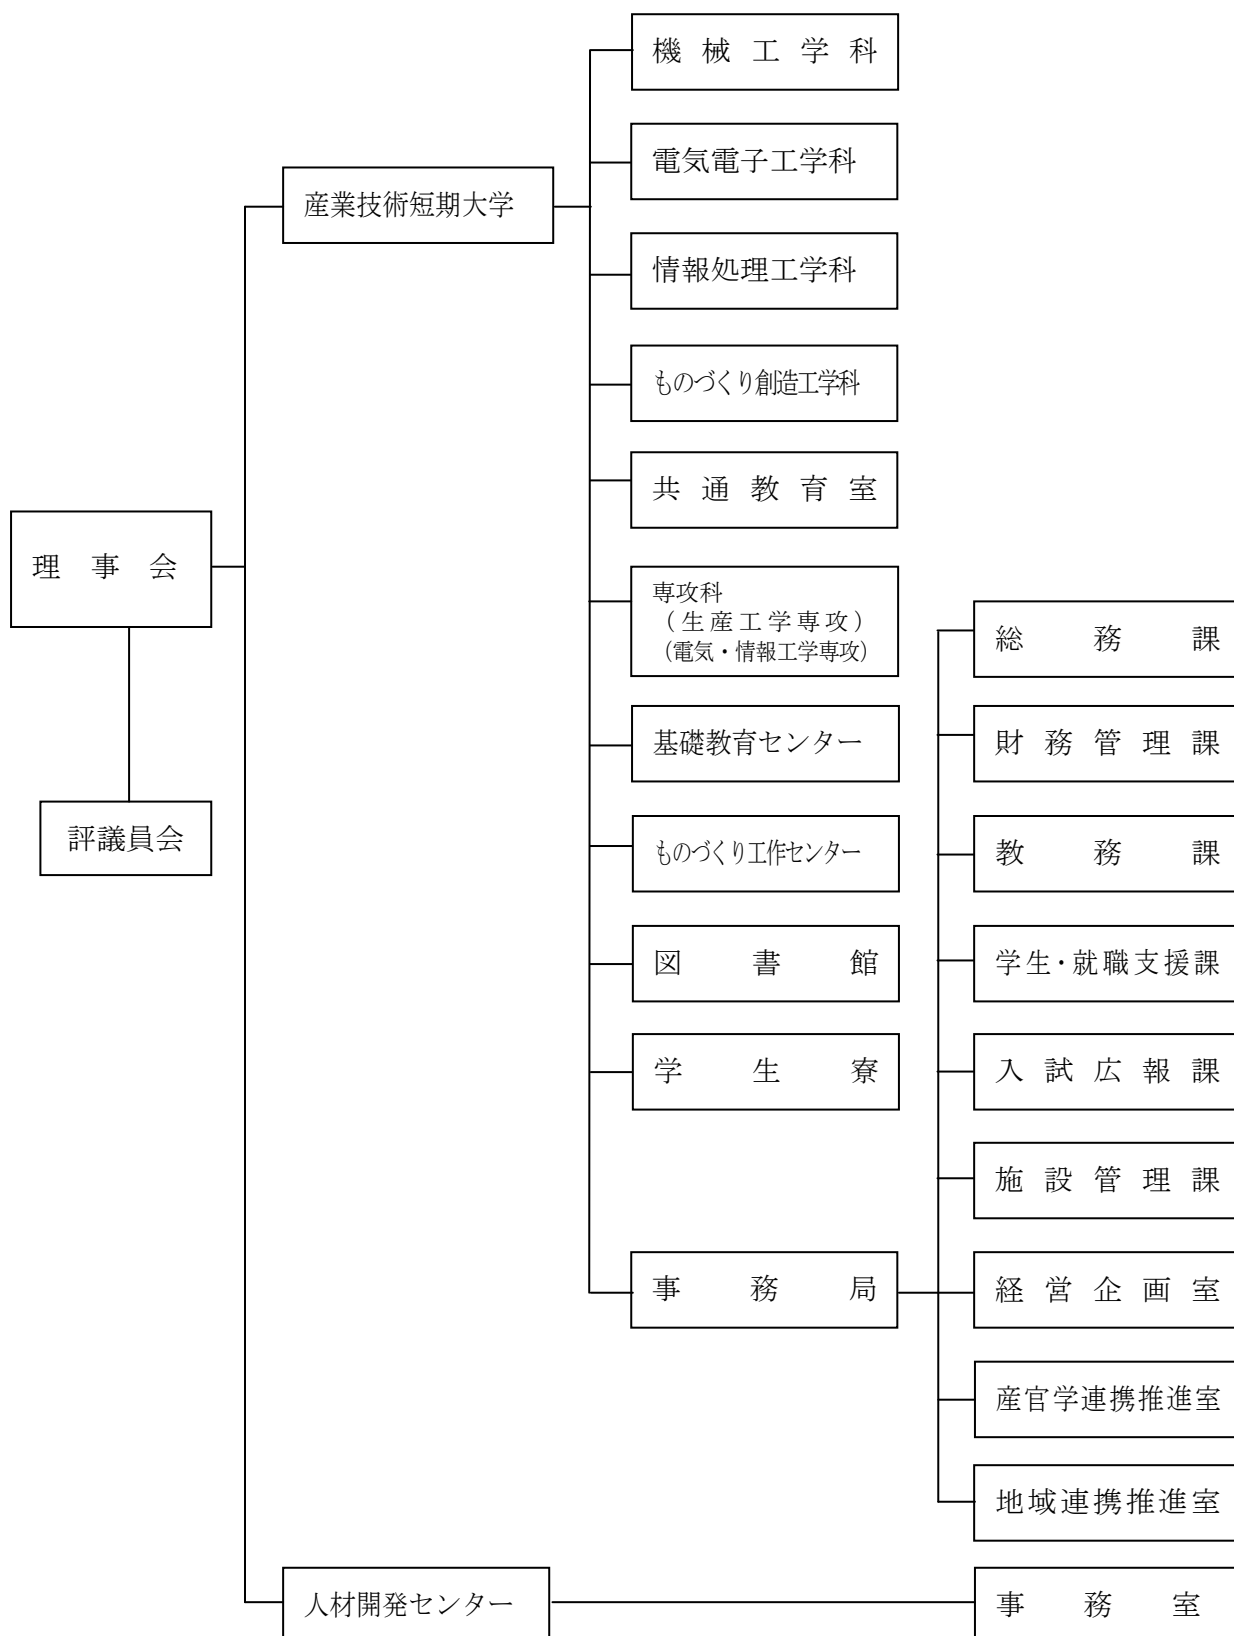 機械工学科
電気電子工学科
産業技術短期大学
情報処理工学科
ものづくり創造工学科
共通教育室
理事会
専攻科
（生産工学専攻）
（電気・情報工学専攻）
総務課
財務管理課
基礎教育センター
評議員会
ものづくり工作センター
教務課
図書館
学生・就職支援課
学生寮
入試広報課
施設管理課
事務局
経営企画室
産官学連携推進室
地域連携推進室
人材開発センター
事務室